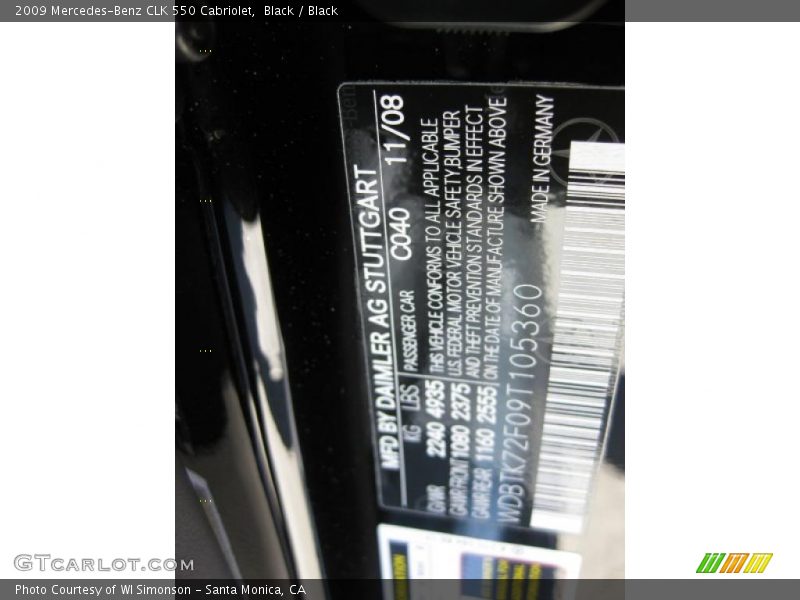 2009 Mercedes-Benz CLK 550 Cabriolet, Black / Black
MFD BY DAIMLER AG STUTTGART
KG LBS PASSENGER CAR C040 11/08
GVWR 2240 4935 THIS VEHICLE CONFORMS TO ALL APPLICABLE
GAWR FRONT 1080 2375 U.S. FEDERAL MOTOR VEHICLE SAFETY, BUMPER
GAWR REAR 1160 2555 AND THEFT PREVENTION STANDARDS IN EFFECT
ON THE DATE OF MANUFACTURE SHOWN ABOVE
WDBTK72F09T105360
MADE IN GERMANY
GTCarlot.com
Photo Courtesy of WI Simonson - Santa Monica, CA